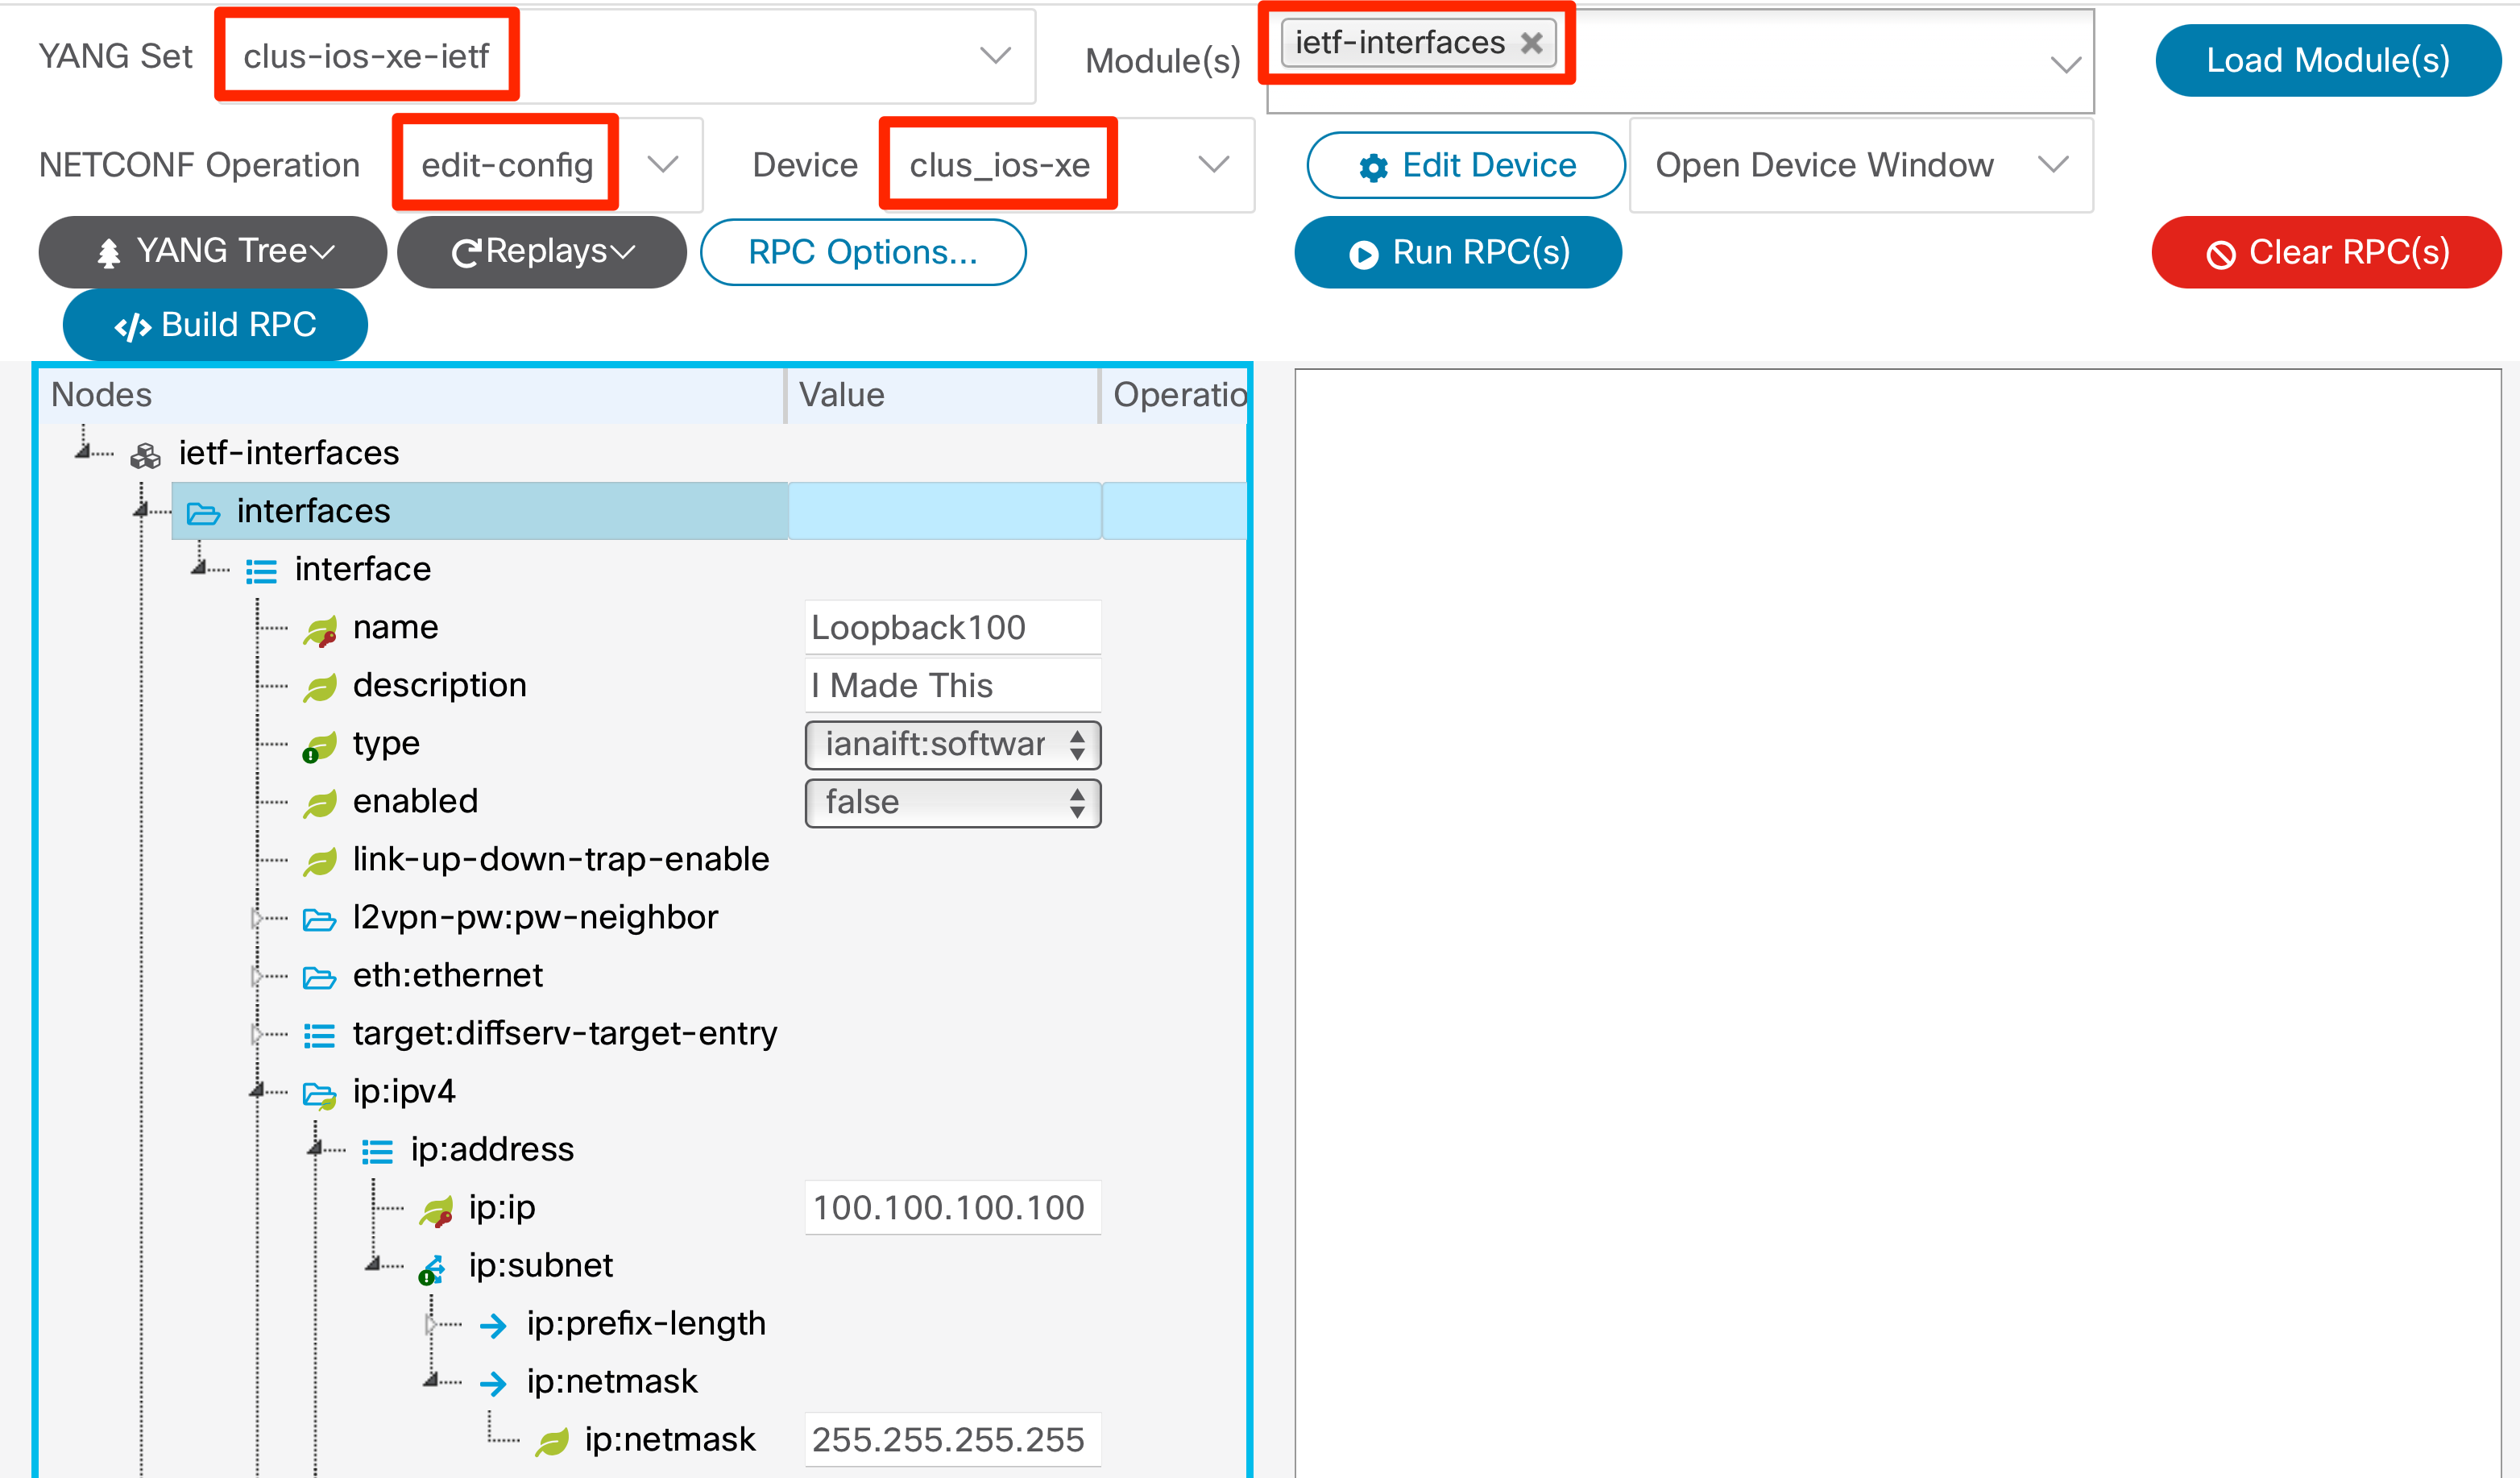 YANG Set clus-ios-xe-ietf Module(s) ietf-interfaces Load Module(s)
NETCONF Operation edit-config Device clus_ios-xe Edit Device Open Device Window
YANG Tree Replays RPC Options... Run RPC(s) Clear RPC(s)
</> Build RPC
Nodes Value Operatio
ietf-interfaces
interfaces
interface
name Loopback100
description I Made This
type ianaift:softwar
enabled false
link-up-down-trap-enable
l2vpn-pw:pw-neighbor
eth:ethernet
target:diffserv-target-entry
ip:ipv4
ip:address
ip:ip 100.100.100.100
ip:subnet
ip:prefix-length
ip:netmask
ip:netmask 255.255.255.255